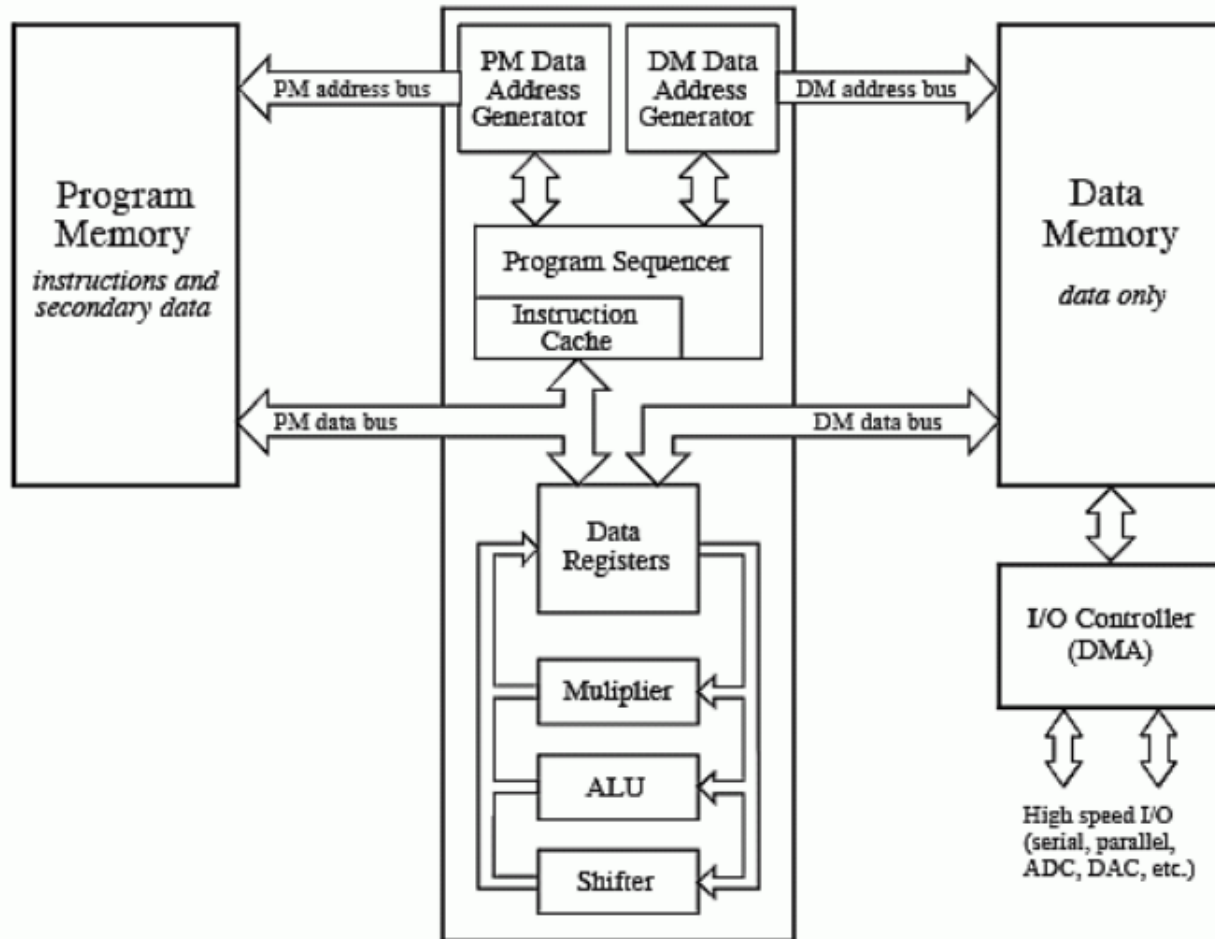 PM Data
Address
Generator
DM Data
Address
Generator
PM address bus
DM address bus
Program
Memory
instructions and
secondary data
Data
Memory
data only
Program Sequencer
Instruction
Cache
PM data bus
DM data bus
Data
Registers
I/O Controller
(DMA)
Muliplier
ALU
Shifter
High speed I/O
(serial, parallel,
ADC, DAC, etc.)